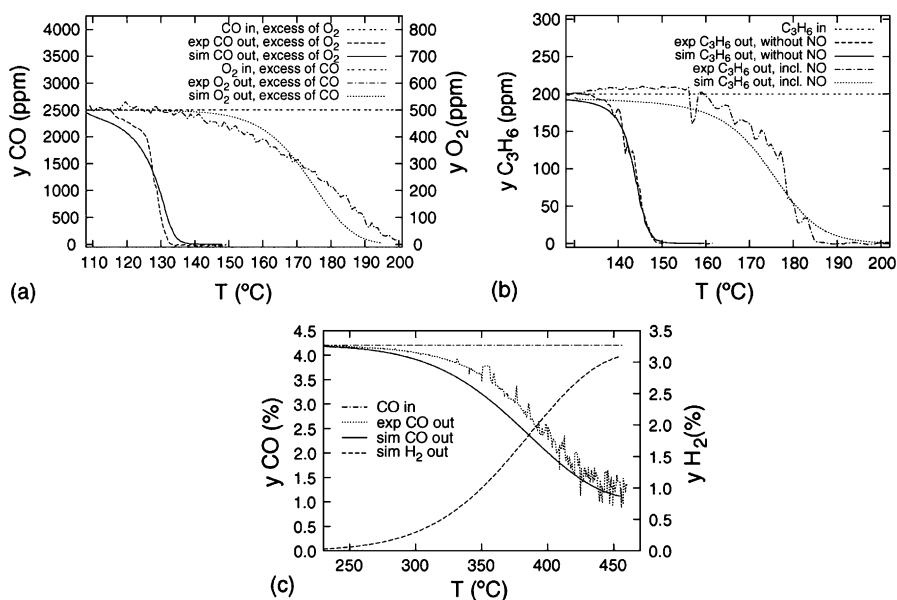 CO in, excess of O2
exp CO out, excess of O2
sim CO out, excess of O2
O2 in, excess of CO
exp O2 out, excess of CO
sim O2 out, excess of CO
4000
3500
3000
2500
2000
1500
1000
500
0
y CO (ppm)
800
700
600
500
400
300
200
100
0
y O2(ppm)
110 120 130 140 150 160 170 180 190 200
T (ºC)
(a)
C3H6 in
exp C3H6 out, without NO
sim C3H6 out, without NO
exp C3H6 out, incl. NO
sim C3H6 out, incl. NO
300
250
200
150
100
50
0
y C3H6 (ppm)
140 150 160 170 180 190 200
T (ºC)
(b)
4.5
4.0
3.5
3.0
2.5
2.0
1.5
1.0
0.5
0.0
y CO (%)
CO in
exp CO out
sim CO out
sim H2 out
3.5
3.0
2.5
2.0
1.5
1.0
0.5
0.0
y H2(%)
250 300 350 400 450
T (ºC)
(c)